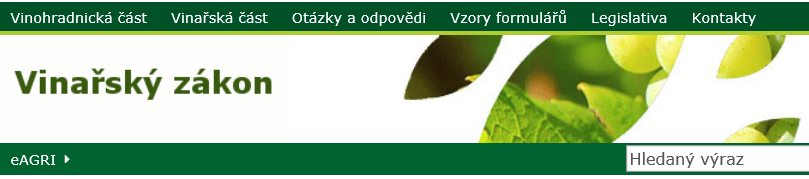 Vinohradnická část Vinařská část Otázky a odpovědi Vzory formulářů Legislativa Kontakty
Vinařský zákon
eAGRI Hledaný výraz